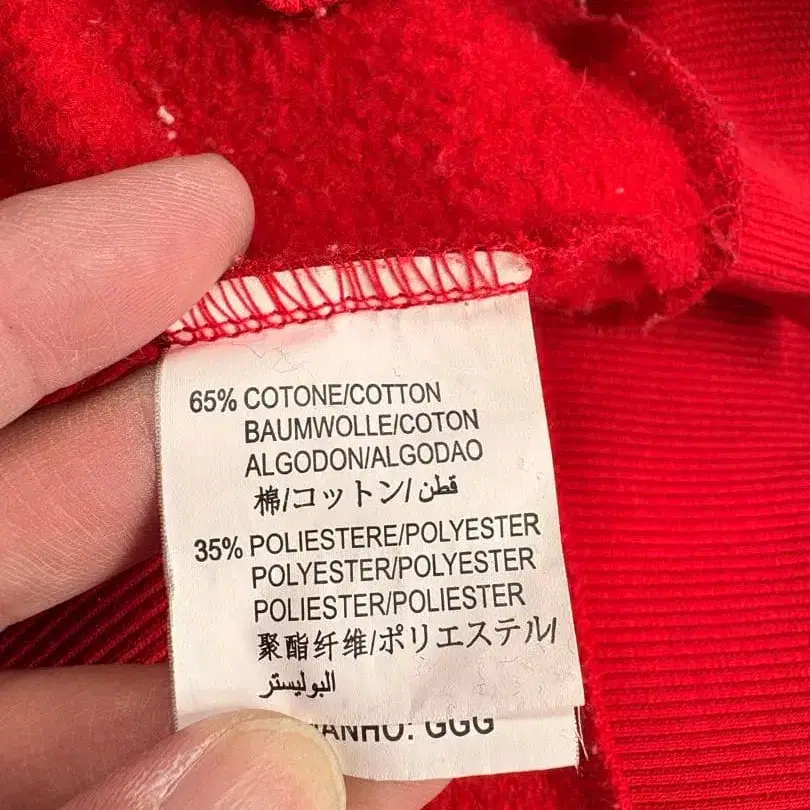 65% COTONE/COTTON
BAUMWOLLE/COTON
ALGODON/ALGODAO
棉/コットン/قطن
35% POLIESTERE/POLYESTER
POLYESTER/POLYESTER
POLIESTER/POLIESTER
聚酯纤维/ポリエステル/
البوليستر
GGG